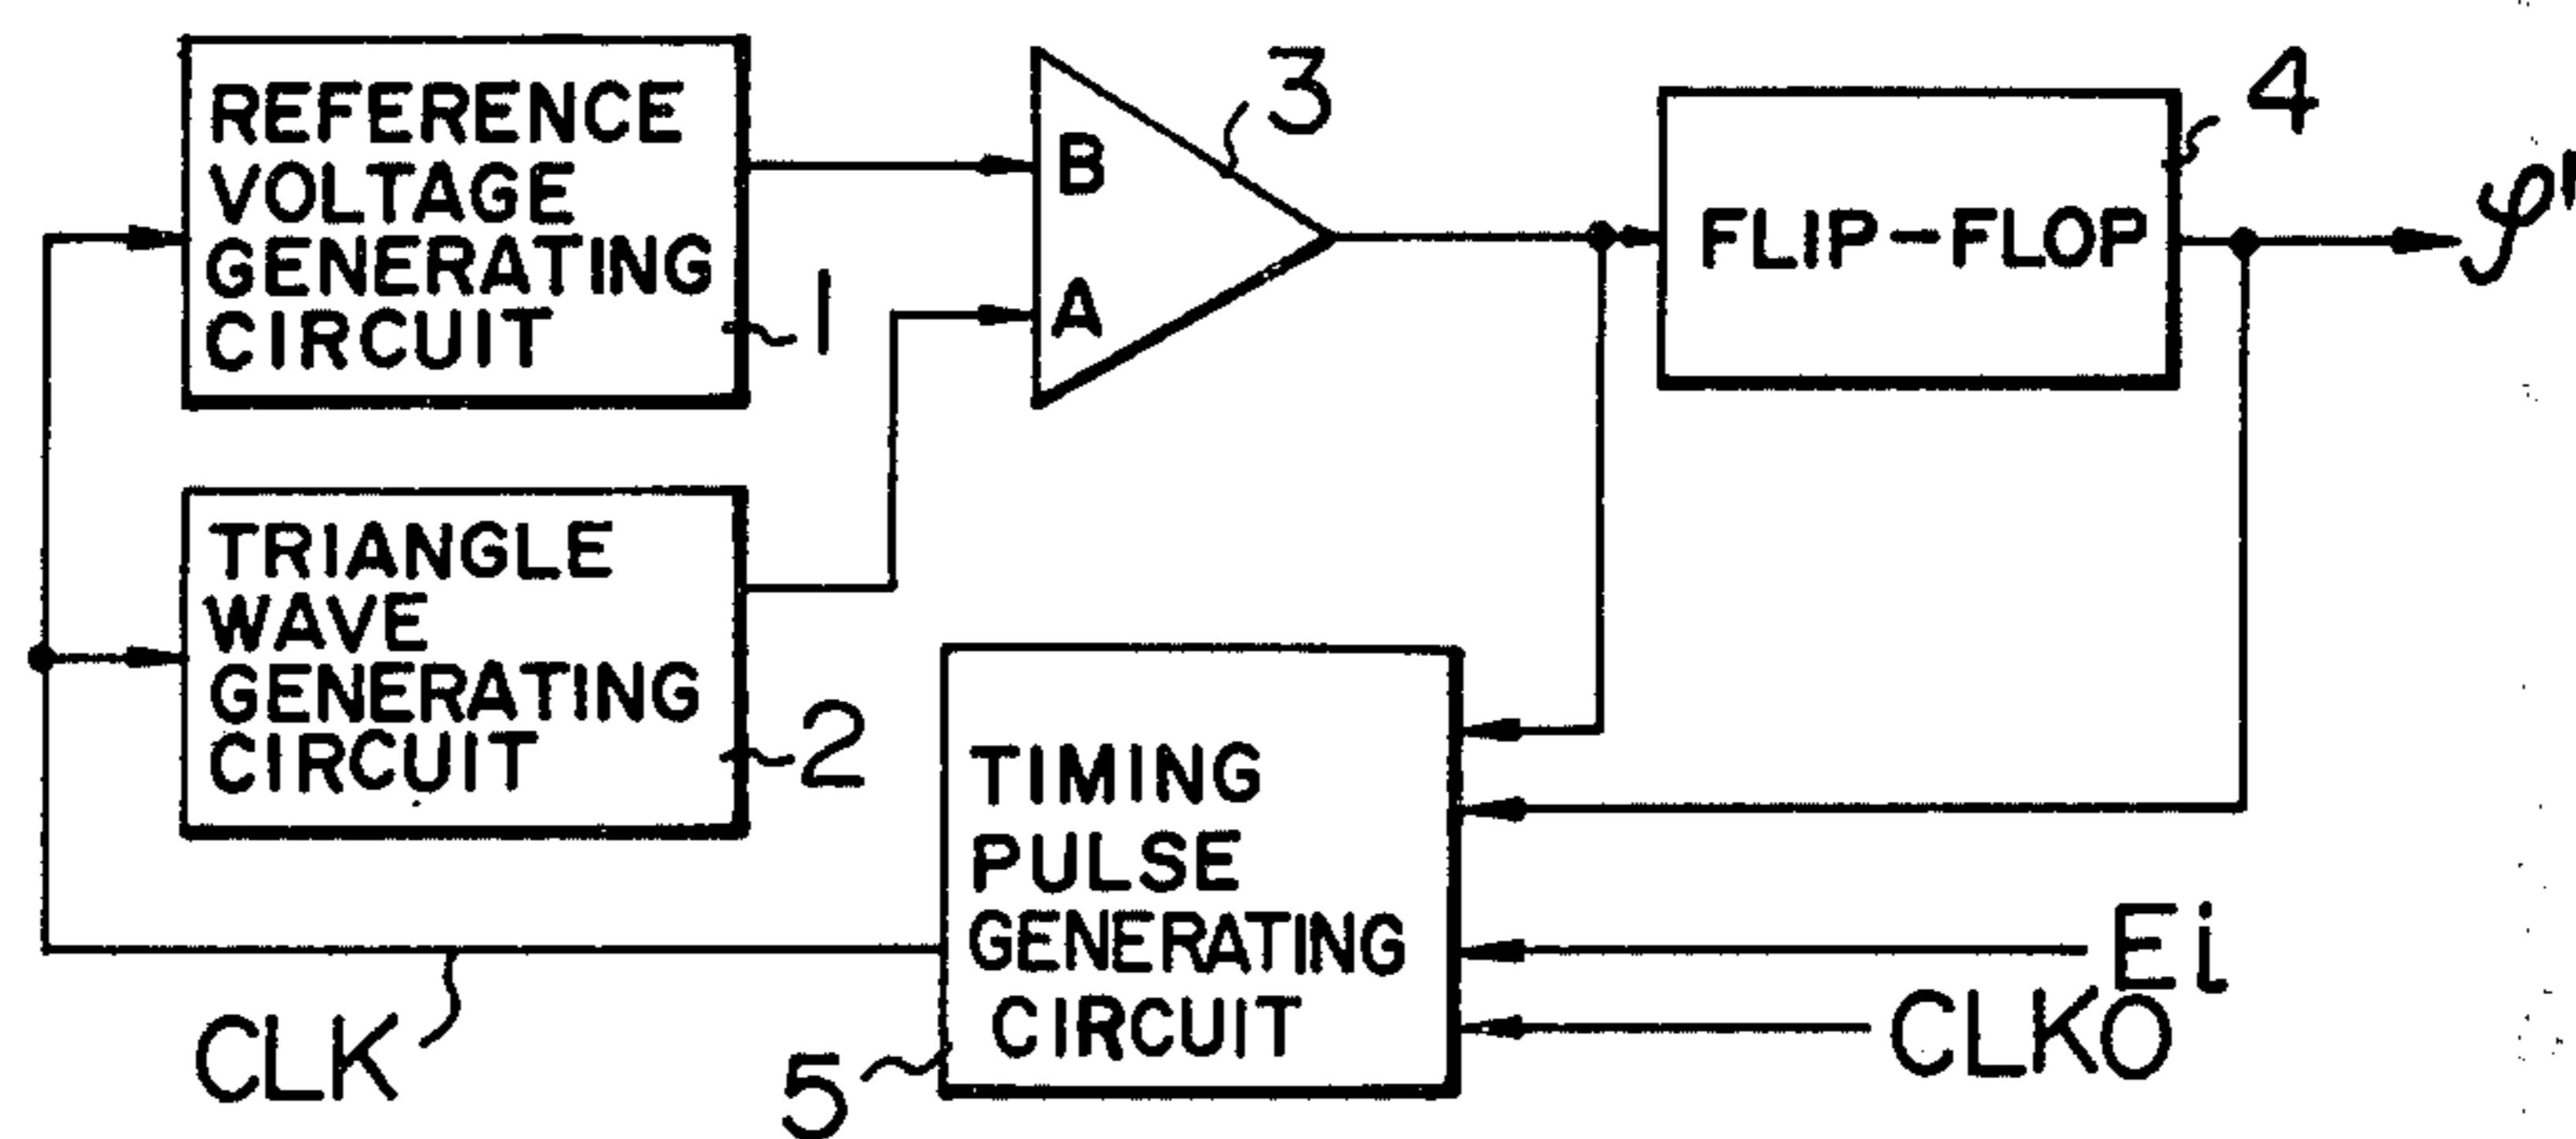 REFERENCE
VOLTAGE
GENERATING
CIRCUIT
1
B
A
3
FLIP-FLOP
4
φ'
TRIANGLE
WAVE
GENERATING
CIRCUIT
2
TIMING
PULSE
GENERATING
CIRCUIT
5
Ei
CLKO
CLK